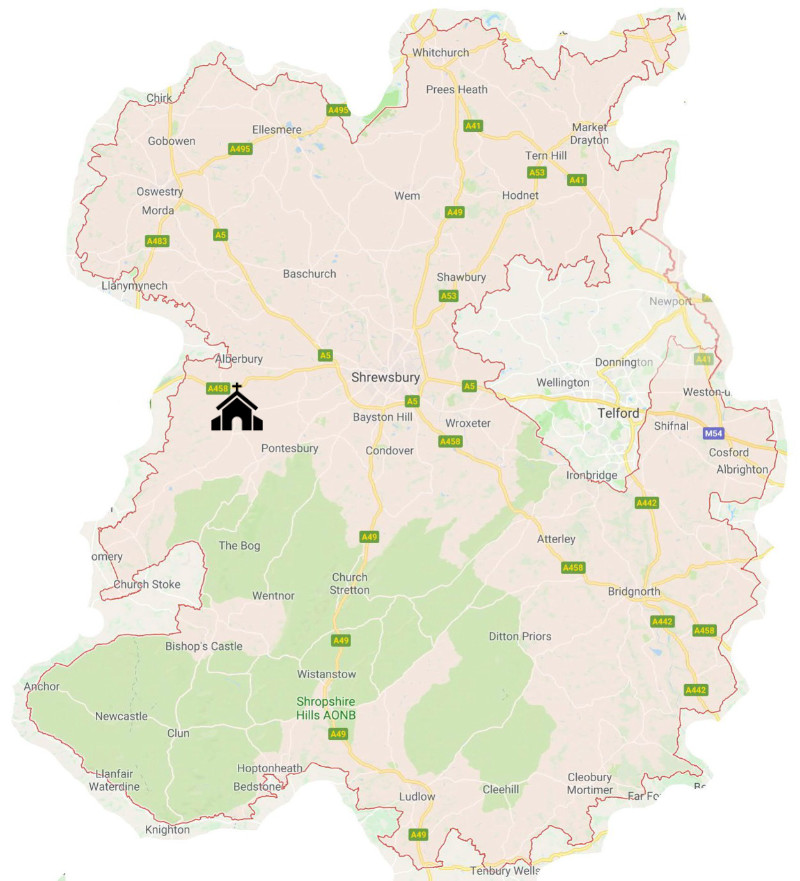 M
Whitchurch
Prees Heath
Chirk
A495
Ellesmere
A41
Market
Drayton
Gobowen
A495
Tern Hill
A53
A41
Oswestry
Wem
Hodnet
Morda
A49
A5
A483
Baschurch
Shawbury
Llanymynech
A53
Newport
Alderbury
A5
A41
Donnington
Shrewsbury
Wellington
A458
A5
Weston-u
A5
Telford
Bayston Hill
Wroxeter
Shifnal
M54
A458
Pontesbury
Condover
Cosford
Albrighton
Ironbridge
A442
A49
Atterley
The Bog
omery
A458
Church
Stretton
Church Stoke
Wentnor
Bridgnorth
A442
A458
A49
Ditton Priors
Bishop's Castle
Wistanstow
Anchor
A442
Shropshire
Hills AONB
Newcastle
Clun
A49
Hoptonheath
Llanfair
Waterdine
Bedstone
Cleobury
Mortimer
Ludlow
Cleehill
Far Fo
Knighton
A49
Tenbury Wells